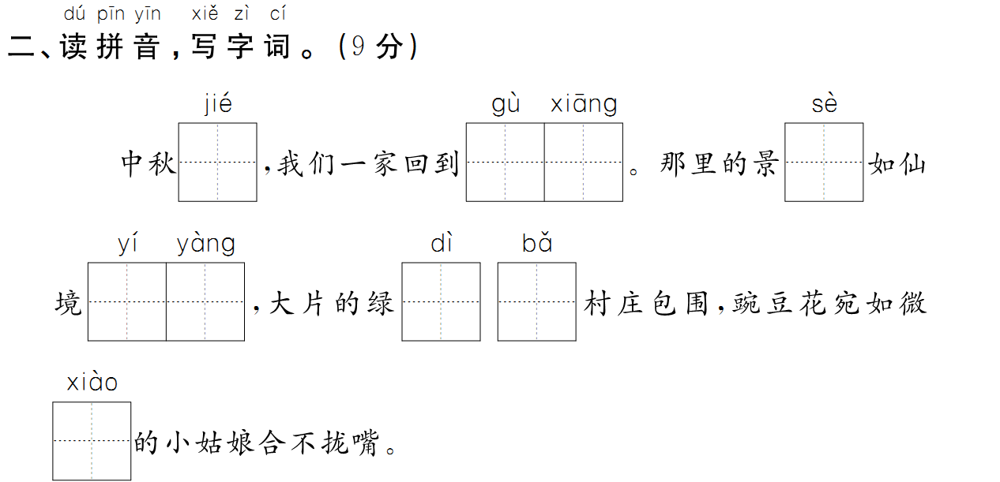 dú pīn yīn xiě zì cí
二、读拼音，写字词。(9分)
jié gù xiāng sè
中秋 ，我们一家回到 。那里的景 如仙
yí yàng dì bǎ
境 ，大片的绿 村庄包围，豌豆花宛如微
xiào
的小姑娘合不拢嘴。